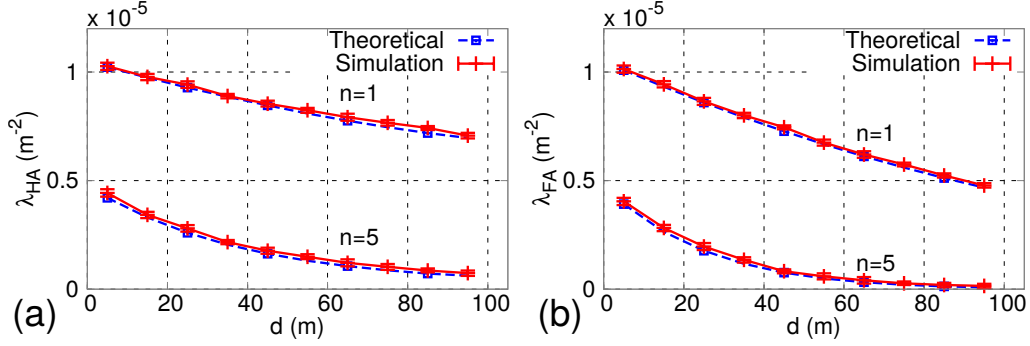 x 10⁻⁵
Theoretical
Simulation
1
n=1
0.5
n=5
0
0 20 40 60 80 100
λHA (m⁻²)
d (m)
(a)
x 10⁻⁵
Theoretical
Simulation
1
n=1
0.5
n=5
0
0 20 40 60 80 100
λFA (m⁻²)
d (m)
(b)